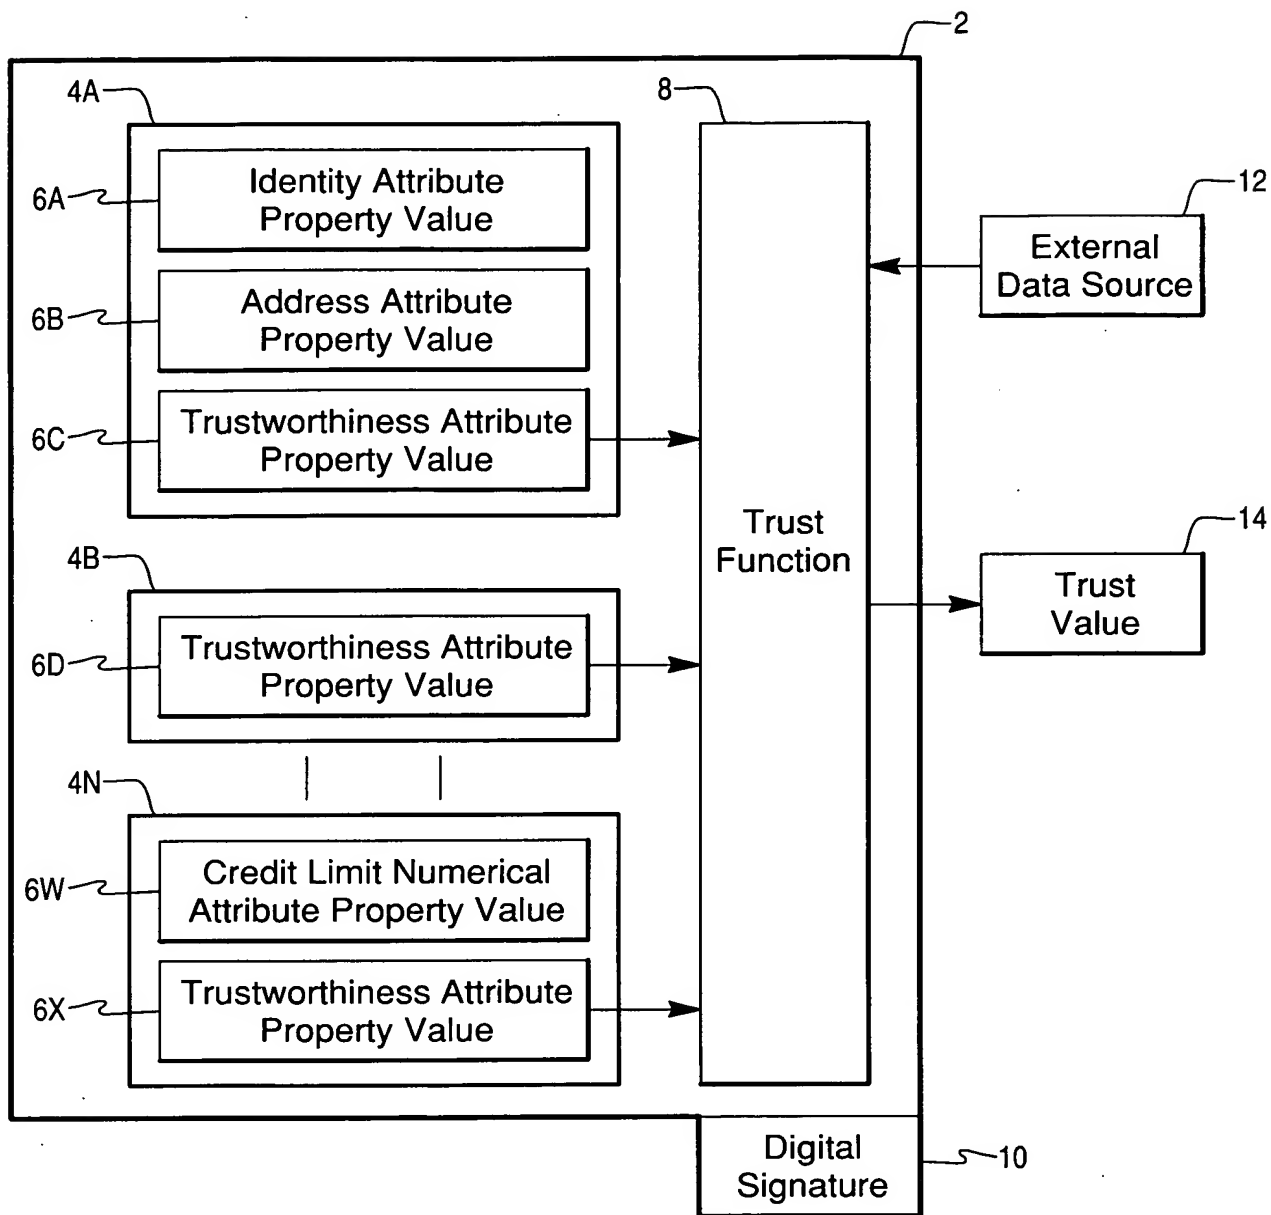 2
4A
8
6A
Identity Attribute
Property Value
12
External
Data Source
6B
Address Attribute
Property Value
6C
Trustworthiness Attribute
Property Value
Trust
Function
14
Trust
Value
4B
6D
Trustworthiness Attribute
Property Value
4N
6W
Credit Limit Numerical
Attribute Property Value
6X
Trustworthiness Attribute
Property Value
Digital
Signature
10